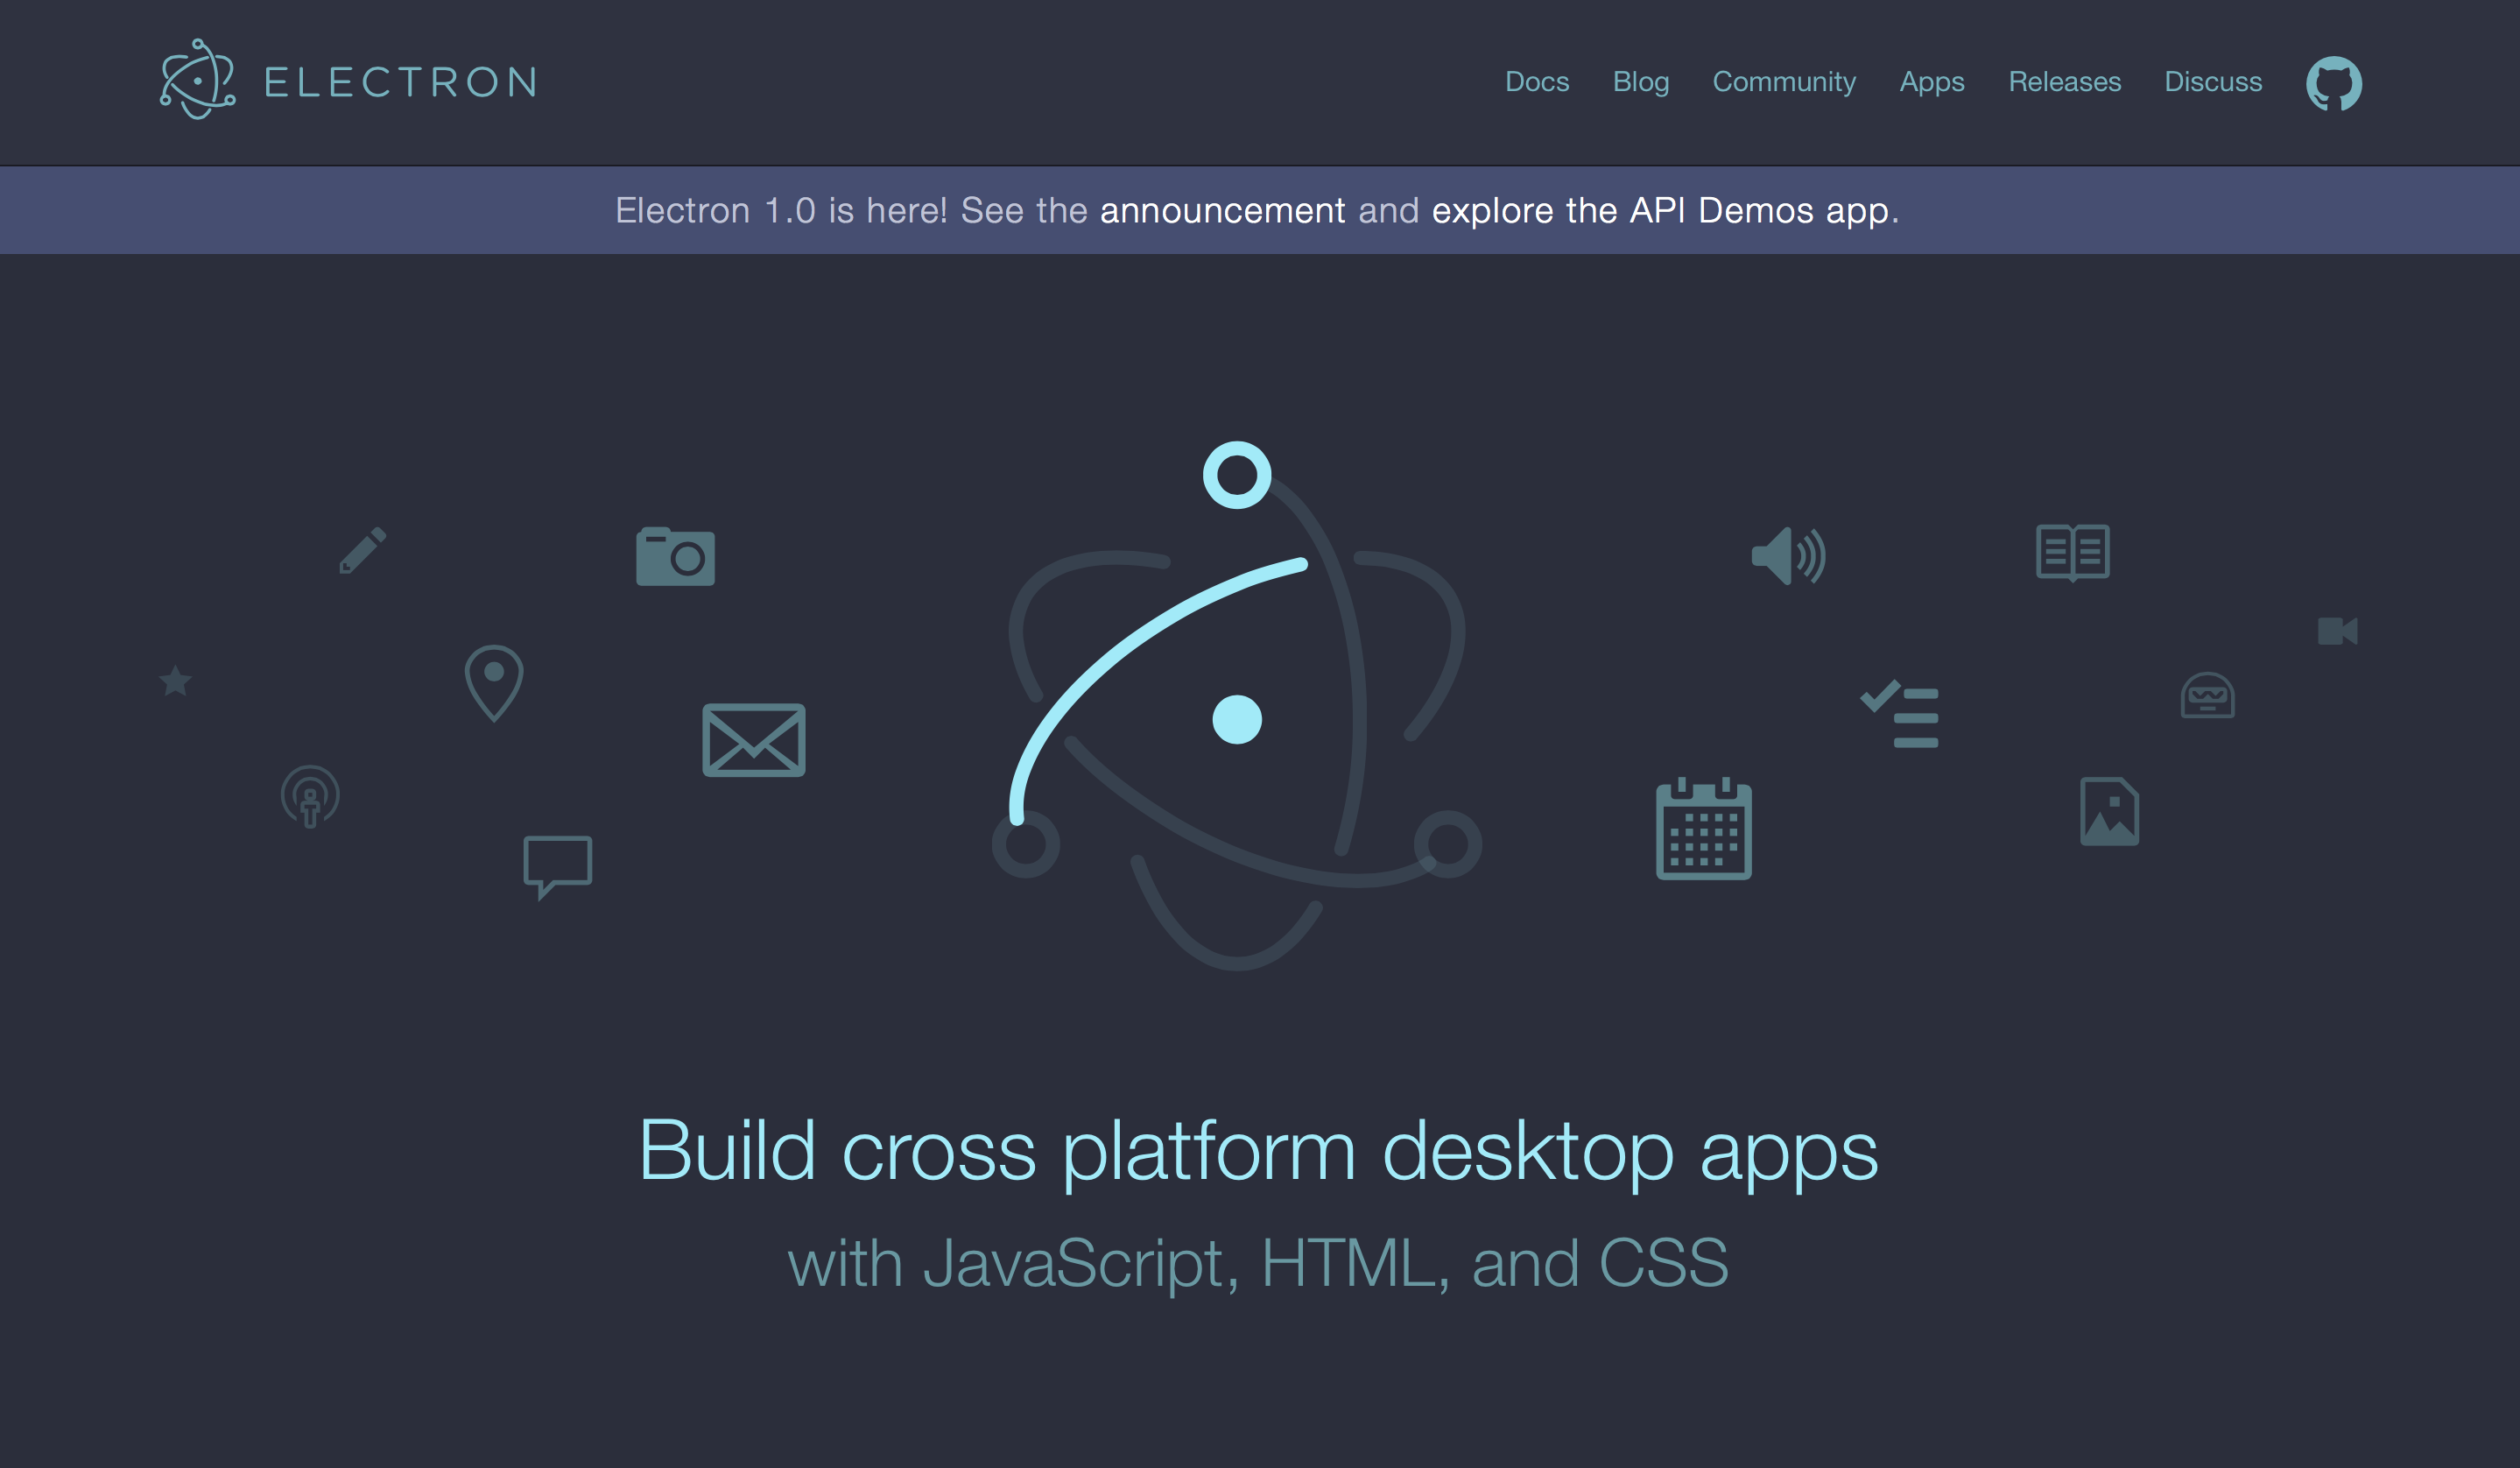 ELECTRON
Docs Blog Community Apps Releases Discuss
Electron 1.0 is here! See the announcement and explore the API Demos app.
Build cross platform desktop apps
with JavaScript, HTML, and CSS